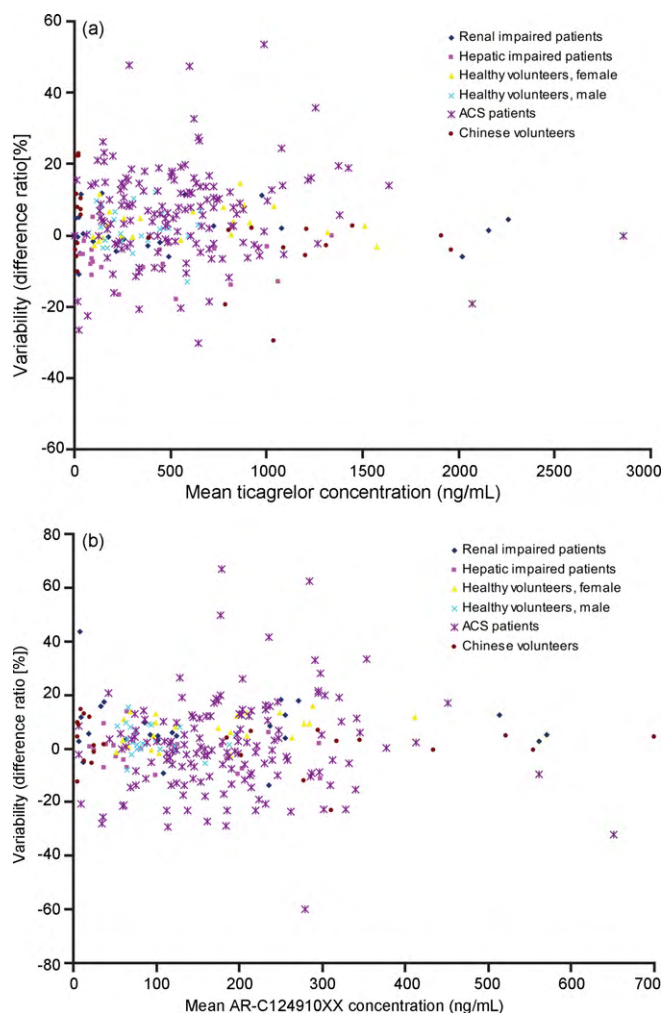 (a)
Renal impaired patients
Hepatic impaired patients
Healthy volunteers, female
Healthy volunteers, male
ACS patients
Chinese volunteers
Variability (difference ratio[%]
60
40
20
0
-20
-40
-60
0 500 1000 1500 2000 2500 3000
Mean ticagrelor concentration (ng/mL)
(b)
Renal impaired patients
Hepatic impaired patients
Healthy volunteers, female
Healthy volunteers, male
ACS patients
Chinese volunteers
Variability (difference ratio [%])
80
60
40
20
0
-20
-40
-60
-80
0 100 200 300 400 500 600 700
Mean AR-C124910XX concentration (ng/mL)